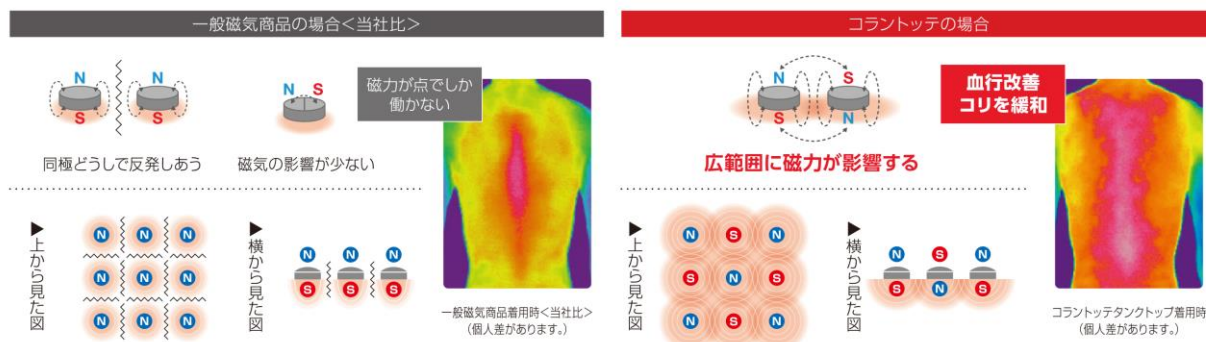 一般磁気商品の場合<当社比>
N
N
S
S
同極どうしで反発しあう
N
S
磁気の影響が少ない
磁力が点でしか
働かない
▶上から見た図
N N N
N N N
N N N
▶横から見た図
N N N
S S S
一般磁気商品着用時<当社比>
(個人差があります。)
コラントッテの場合
N
S
S
N
広範囲に磁力が影響する
血行改善
コリを緩和
▶上から見た図
N S N
S N S
N S N
▶横から見た図
N S N
S N S
コラントッテタンクトップ着用時
(個人差があります。)